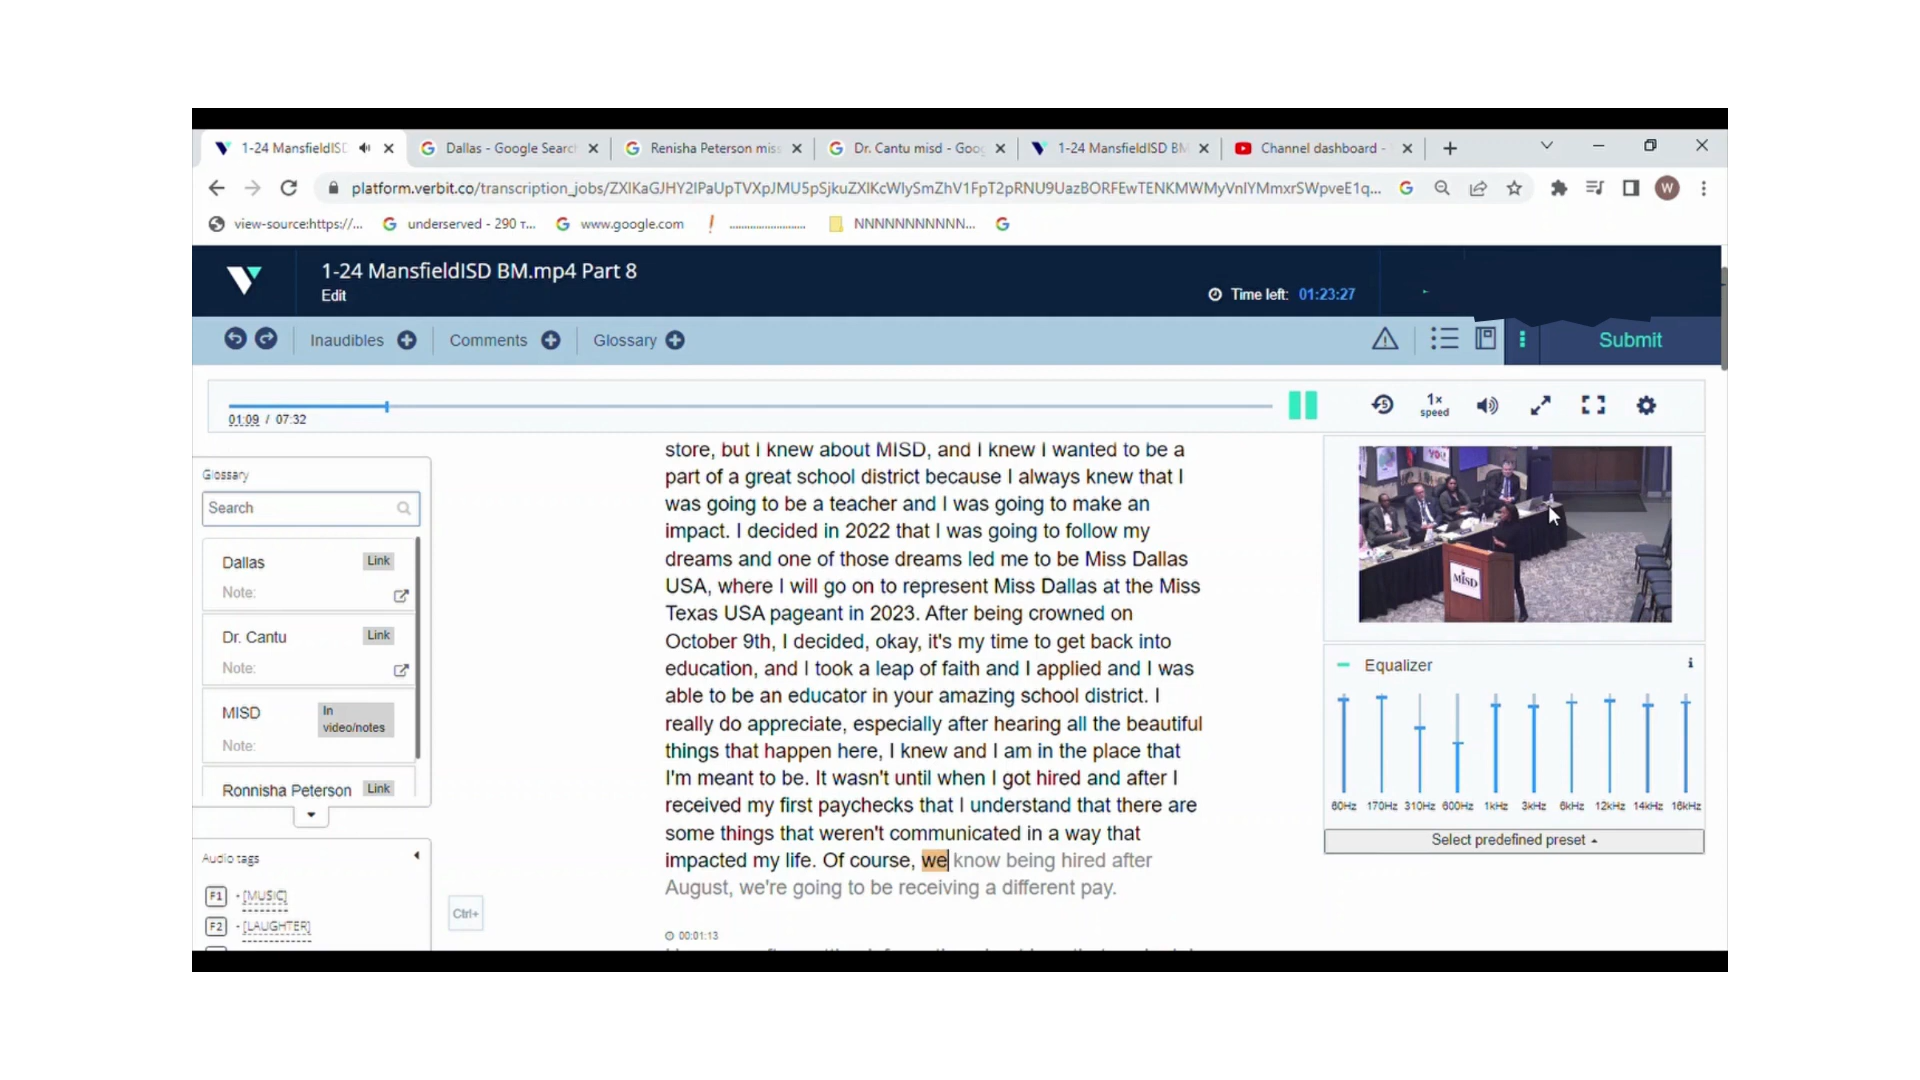 1-24 MansfieldISD
Dallas - Google Search
Renisha Peterson mis
Dr. Cantu misd - Goog
1-24 MansfieldISD BM
Channel dashboard -
platform.verbit.co/transcription_jobs/
view-source:https://...
underserved - 290 т...
www.google.com
NNNNNNNNNNN...
W
1-24 MansfieldISD BM.mp4 Part 8
Edit
Time left: 01:23:27
Inaudibles
Comments
Glossary
Submit
01:09 / 07:32
5
1x
speed
Glossary
Search
Dallas
Link
Note:
Dr. Cantu
Link
Note:
MISD
In
video/notes
Note:
Ronnisha Peterson
Link
Audio tags
F1 - [MUSIC]
F2 - [LAUGHTER]
Ctrl+
store, but I knew about MISD, and I knew I wanted to be a
part of a great school district because I always knew that I
was going to be a teacher and I was going to make an
impact. I decided in 2022 that I was going to follow my
dreams and one of those dreams led me to be Miss Dallas
USA, where I will go on to represent Miss Dallas at the Miss
Texas USA pageant in 2023. After being crowned on
October 9th, I decided, okay, it's my time to get back into
education, and I took a leap of faith and I applied and I was
able to be an educator in your amazing school district. I
really do appreciate, especially after hearing all the beautiful
things that happen here, I knew and I am in the place that
I'm meant to be. It wasn't until when I got hired and after I
received my first paychecks that I understand that there are
some things that weren't communicated in a way that
impacted my life. Of course, we know being hired after
August, we're going to be receiving a different pay.
00:01:13
YOU
MISD
Equalizer
60Hz 170Hz 310Hz 600Hz 1kHz 3kHz 6kHz 12kHz 14kHz 16kHz
Select predefined preset